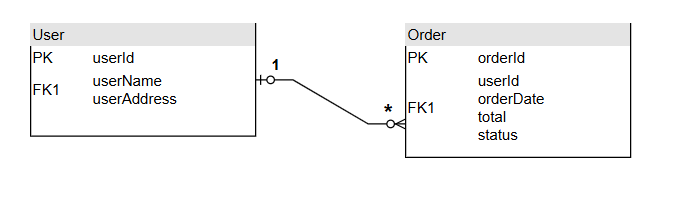 User
PK userId
FK1 userName
userAddress
1
*
Order
PK orderId
userId
orderDate
FK1 total
status